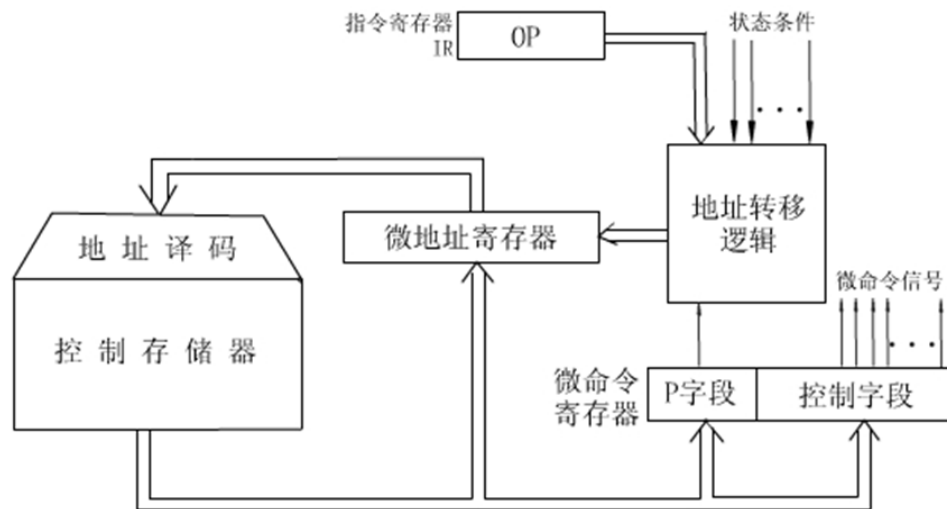 指令寄存器
IR
OP
状态条件
地址转移
逻辑
微地址寄存器
地址译码
控制存储器
微命令信号
微命令
寄存器
P字段
控制字段